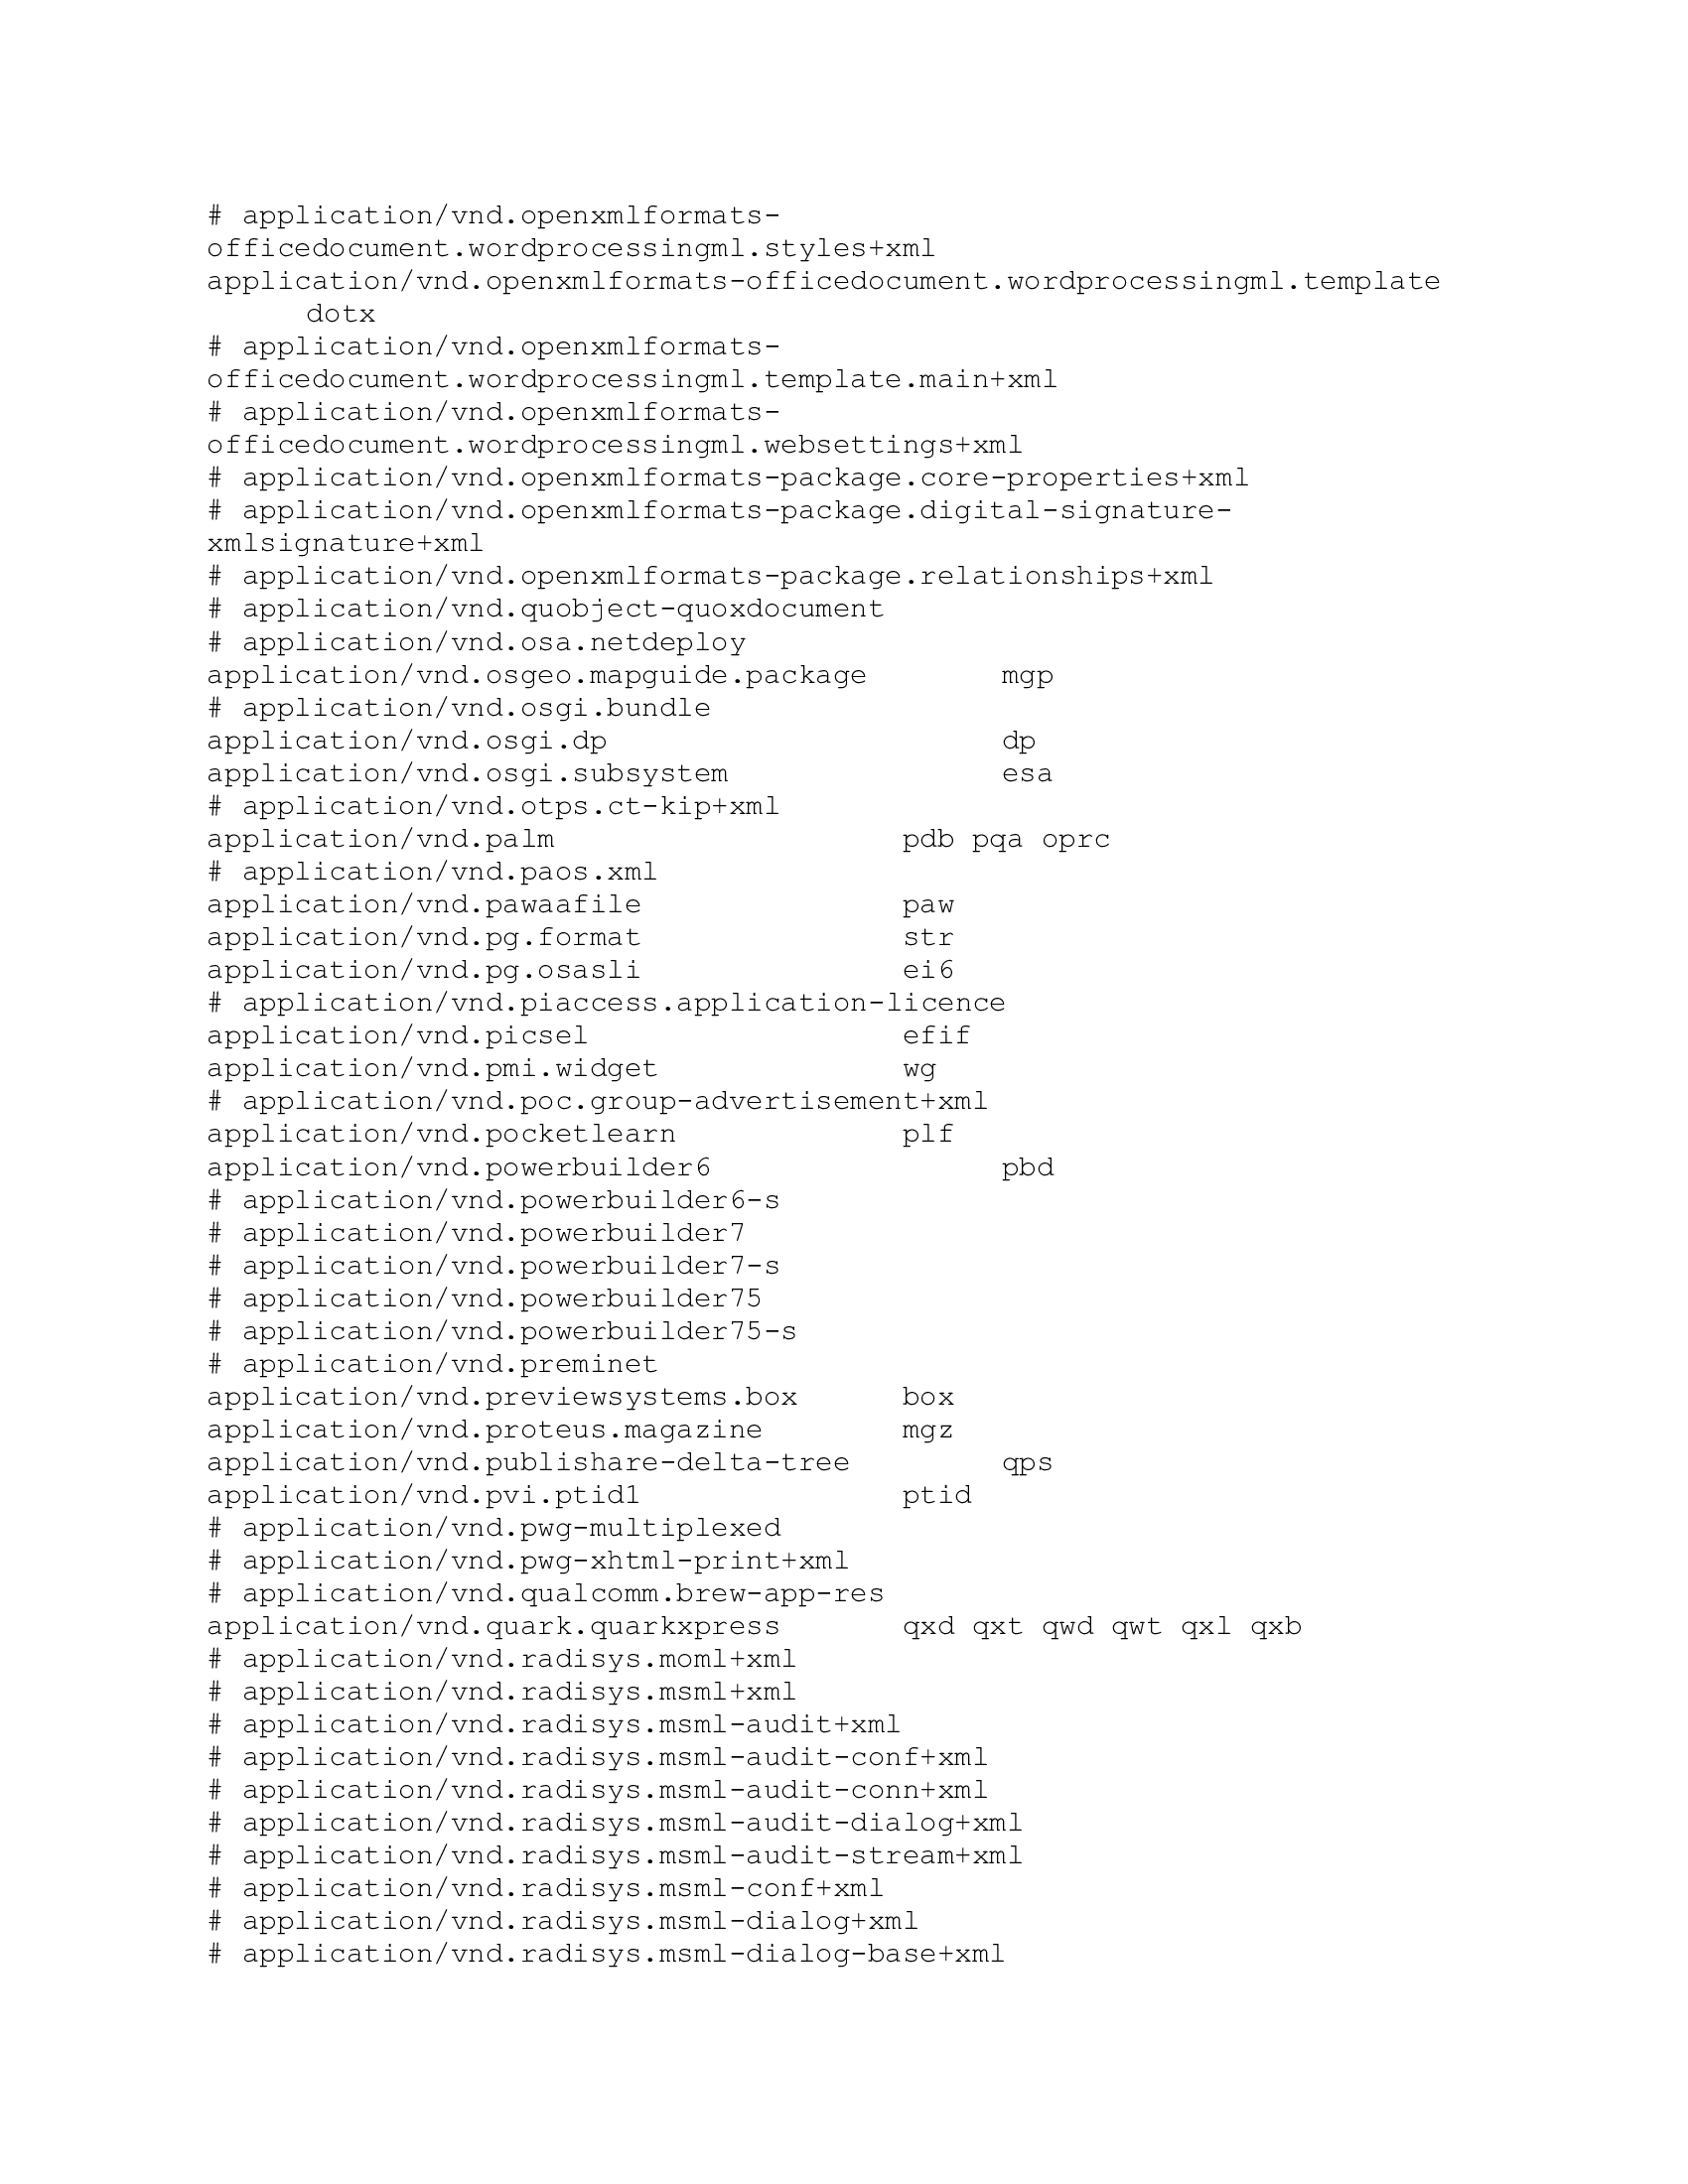 # application/vnd.openxmlformats-
officedocument.wordprocessingml.styles+xml
application/vnd.openxmlformats-officedocument.wordprocessingml.template
dotx
# application/vnd.openxmlformats-
officedocument.wordprocessingml.template.main+xml
# application/vnd.openxmlformats-
officedocument.wordprocessingml.websettings+xml
# application/vnd.openxmlformats-package.core-properties+xml
# application/vnd.openxmlformats-package.digital-signature-
xmlsignature+xml
# application/vnd.openxmlformats-package.relationships+xml
# application/vnd.quobject-quoxdocument
# application/vnd.osa.netdeploy
application/vnd.osgeo.mapguide.package mgp
# application/vnd.osgi.bundle
application/vnd.osgi.dp dp
application/vnd.osgi.subsystem esa
# application/vnd.otps.ct-kip+xml
application/vnd.palm pdb pqa oprc
# application/vnd.paos.xml
application/vnd.pawaafile paw
application/vnd.pg.format str
application/vnd.pg.osasli ei6
# application/vnd.piaccess.application-licence
application/vnd.picsel efif
application/vnd.pmi.widget wg
# application/vnd.poc.group-advertisement+xml
application/vnd.pocketlearn plf
application/vnd.powerbuilder6 pbd
# application/vnd.powerbuilder6-s
# application/vnd.powerbuilder7
# application/vnd.powerbuilder7-s
# application/vnd.powerbuilder75
# application/vnd.powerbuilder75-s
# application/vnd.preminet
application/vnd.previewsystems.box box
application/vnd.proteus.magazine mgz
application/vnd.publishare-delta-tree qps
application/vnd.pvi.ptid1 ptid
# application/vnd.pwg-multiplexed
# application/vnd.pwg-xhtml-print+xml
# application/vnd.qualcomm.brew-app-res
application/vnd.quark.quarkxpress qxd qxt qwd qwt qxl qxb
# application/vnd.radisys.moml+xml
# application/vnd.radisys.msml+xml
# application/vnd.radisys.msml-audit+xml
# application/vnd.radisys.msml-audit-conf+xml
# application/vnd.radisys.msml-audit-conn+xml
# application/vnd.radisys.msml-audit-dialog+xml
# application/vnd.radisys.msml-audit-stream+xml
# application/vnd.radisys.msml-conf+xml
# application/vnd.radisys.msml-dialog+xml
# application/vnd.radisys.msml-dialog-base+xml